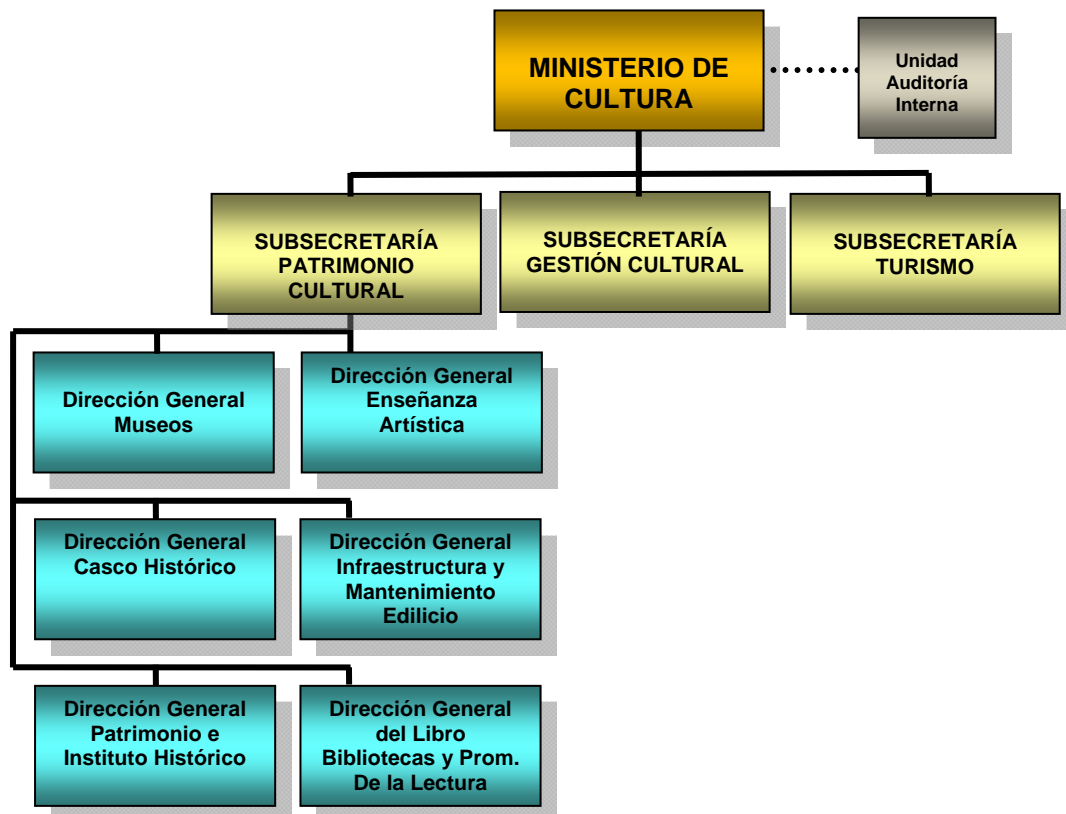 MINISTERIO DE
CULTURA
Unidad
Auditoría
Interna
SUBSECRETARÍA
PATRIMONIO
CULTURAL
SUBSECRETARÍA
GESTIÓN CULTURAL
SUBSECRETARÍA
TURISMO
Dirección General
Museos
Dirección General
Enseñanza
Artística
Dirección General
Casco Histórico
Dirección General
Infraestructura y
Mantenimiento
Edilicio
Dirección General
Patrimonio e
Instituto Histórico
Dirección General
del Libro
Bibliotecas y Prom.
De la Lectura